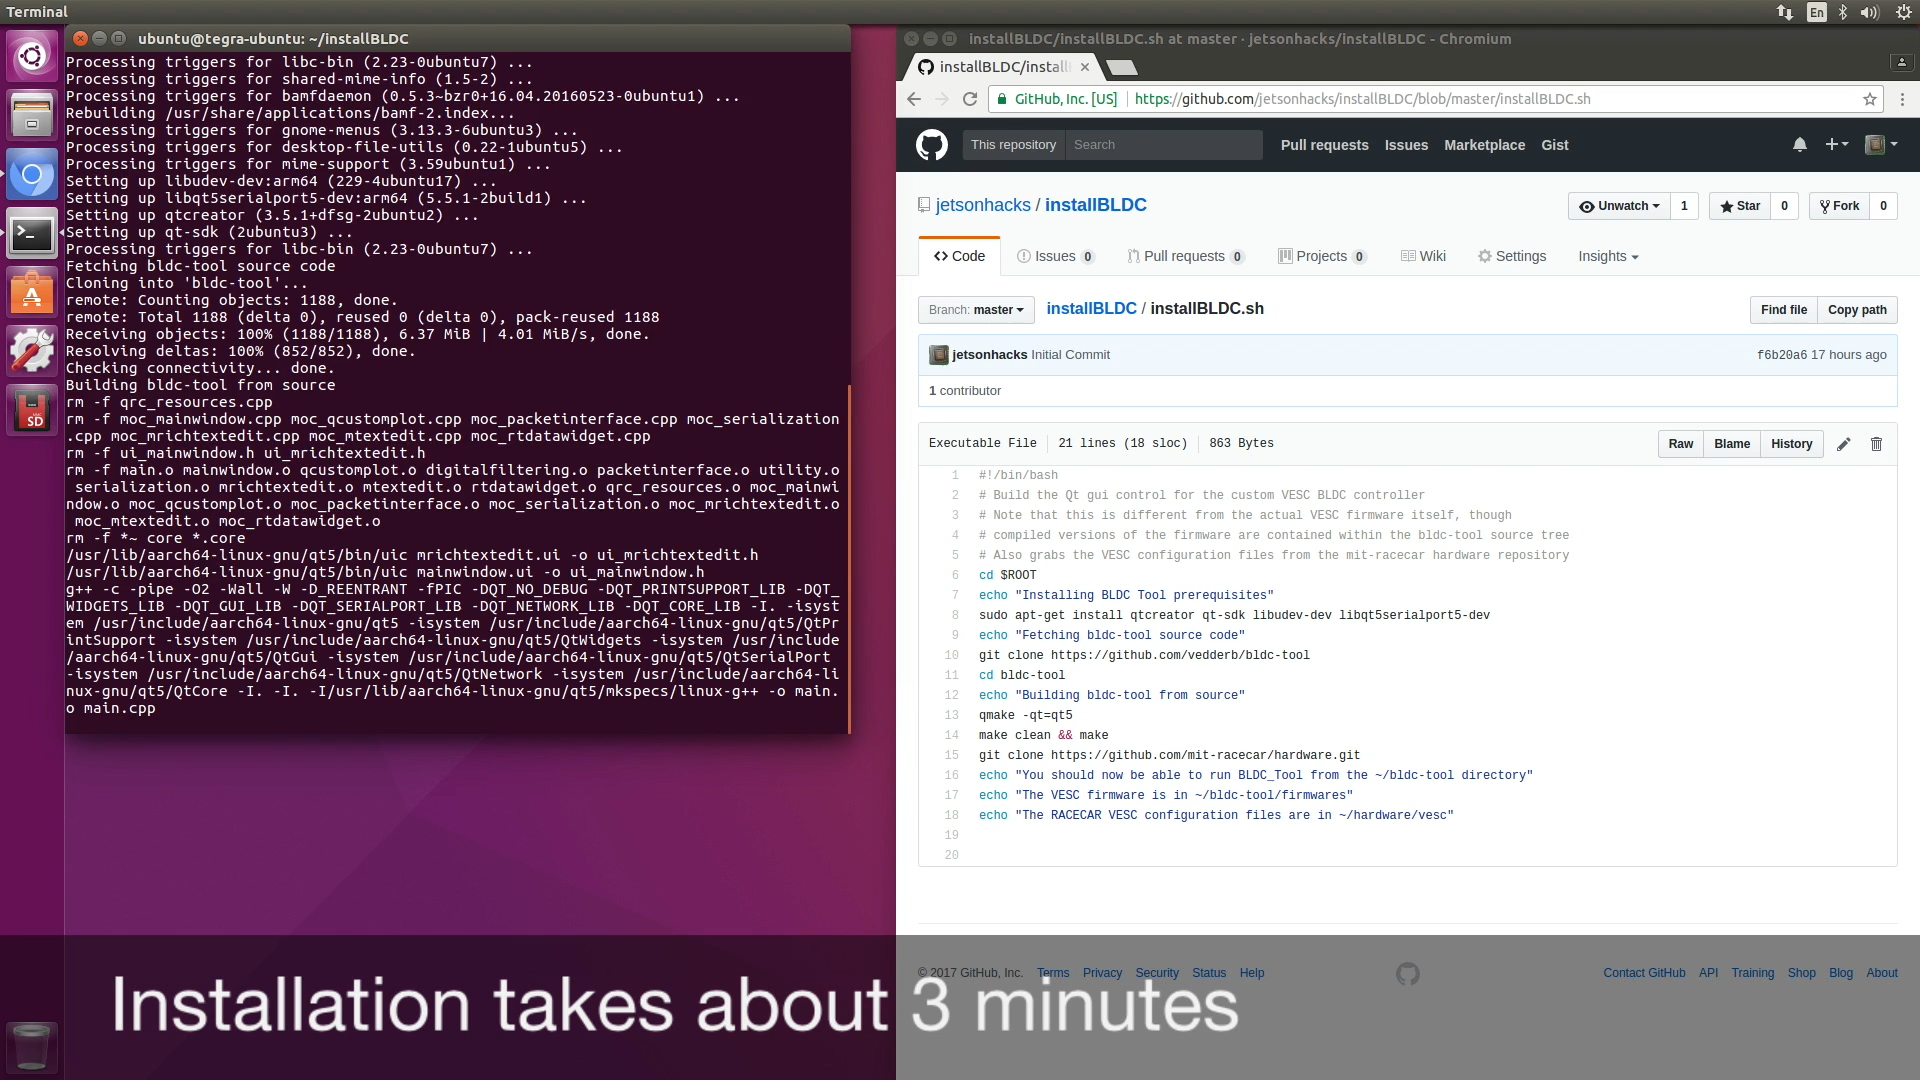 Terminal
En
ubuntu@tegra-ubuntu: ~/installBLDC
Processing triggers for libc-bin (2.23-0ubuntu7) ...
Processing triggers for shared-mime-info (1.5-2) ...
Processing triggers for bamfdaemon (0.5.3~bzr0+16.04.20160523-0ubuntu1) ...
Rebuilding /usr/share/applications/bamf-2.index...
Processing triggers for gnome-menus (3.13.3-6ubuntu3) ...
Processing triggers for desktop-file-utils (0.22-1ubuntu5) ...
Processing triggers for mime-support (3.59ubuntu1) ...
Setting up libudev-dev:arm64 (229-4ubuntu17) ...
Setting up libqt5serialport5-dev:arm64 (5.5.1-2build1) ...
Setting up qtcreator (3.5.1+dfsg-2ubuntu2) ...
Setting up qt-sdk (2ubuntu3) ...
Processing triggers for libc-bin (2.23-0ubuntu7) ...
Fetching bldc-tool source code
Cloning into 'bldc-tool'...
remote: Counting objects: 1188, done.
remote: Total 1188 (delta 0), reused 0 (delta 0), pack-reused 1188
Receiving objects: 100% (1188/1188), 6.37 MiB | 4.01 MiB/s, done.
Resolving deltas: 100% (852/852), done.
Checking connectivity... done.
Building bldc-tool from source
rm -f qrc_resources.cpp
rm -f moc_mainwindow.cpp moc_qcustomplot.cpp moc_packetinterface.cpp moc_serialization
.cpp moc_mrichtextedit.cpp moc_mtextedit.cpp moc_rtdatawidget.cpp
rm -f ui_mainwindow.h ui_mrichtextedit.h
rm -f main.o mainwindow.o qcustomplot.o digitalfiltering.o packetinterface.o utility.o
 serialization.o mrichtextedit.o mtextedit.o rtdatawidget.o qrc_resources.o moc_mainwi
ndow.o moc_qcustomplot.o moc_packetinterface.o moc_serialization.o moc_mrichtextedit.o
 moc_mtextedit.o moc_rtdatawidget.o
rm -f *~ core *.core
/usr/lib/aarch64-linux-gnu/qt5/bin/uic mrichtextedit.ui -o ui_mrichtextedit.h
/usr/lib/aarch64-linux-gnu/qt5/bin/uic mainwindow.ui -o ui_mainwindow.h
g++ -c -pipe -O2 -Wall -W -D_REENTRANT -fPIC -DQT_NO_DEBUG -DQT_PRINTSUPPORT_LIB -DQT_
WIDGETS_LIB -DQT_GUI_LIB -DQT_SERIALPORT_LIB -DQT_NETWORK_LIB -DQT_CORE_LIB -I. -isyst
em /usr/include/aarch64-linux-gnu/qt5 -isystem /usr/include/aarch64-linux-gnu/qt5/QtPr
intSupport -isystem /usr/include/aarch64-linux-gnu/qt5/QtWidgets -isystem /usr/include
/aarch64-linux-gnu/qt5/QtGui -isystem /usr/include/aarch64-linux-gnu/qt5/QtSerialPort
-isystem /usr/include/aarch64-linux-gnu/qt5/QtNetwork -isystem /usr/include/aarch64-li
nux-gnu/qt5/QtCore -I. -I. -I/usr/lib/aarch64-linux-gnu/qt5/mkspecs/linux-g++ -o main.
o main.cpp
SD
installBLDC/installBLDC.sh at master · jetsonhacks/installBLDC - Chromium
installBLDC/install
GitHub, Inc. [US] https://github.com/jetsonhacks/installBLDC/blob/master/installBLDC.sh
This repository Search Pull requests Issues Marketplace Gist
jetsonhacks / installBLDC Unwatch 1 Star 0 Fork 0
Code Issues 0 Pull requests 0 Projects 0 Wiki Settings Insights
Branch: master installBLDC / installBLDC.sh Find file Copy path
jetsonhacks Initial Commit f6b20a6 17 hours ago
1 contributor
Executable File 21 lines (18 sloc) 863 Bytes Raw Blame History
1 #!/bin/bash
2 # Build the Qt gui control for the custom VESC BLDC controller
3 # Note that this is different from the actual VESC firmware itself, though
4 # compiled versions of the firmware are contained within the bldc-tool source tree
5 # Also grabs the VESC configuration files from the mit-racecar hardware repository
6 cd $ROOT
7 echo "Installing BLDC Tool prerequisites"
8 sudo apt-get install qtcreator qt-sdk libudev-dev libqt5serialport5-dev
9 echo "Fetching bldc-tool source code"
10 git clone https://github.com/vedderb/bldc-tool
11 cd bldc-tool
12 echo "Building bldc-tool from source"
13 qmake -qt=qt5
14 make clean && make
15 git clone https://github.com/mit-racecar/hardware.git
16 echo "You should now be able to run BLDC_Tool from the ~/bldc-tool directory"
17 echo "The VESC firmware is in ~/bldc-tool/firmwares"
18 echo "The RACECAR VESC configuration files are in ~/hardware/vesc"
19
20
© 2017 GitHub, Inc. Terms Privacy Security Status Help Contact GitHub API Training Shop Blog About
Installation takes about 3 minutes